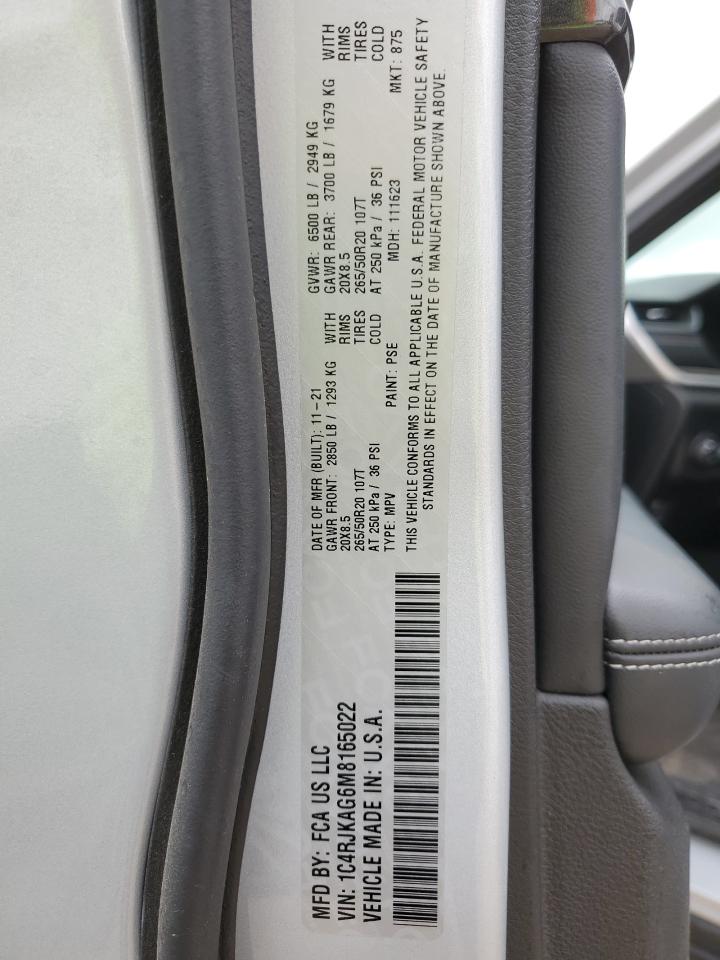 MFD BY: FCA US LLC
VIN: 1C4RJKAG6M8165022
VEHICLE MADE IN: U.S.A.
DATE OF MFR (BUILT): 11-21 GVWR: 6500 LB / 2949 KG
GAWR FRONT: 2850 LB / 1293 KG WITH GAWR REAR: 3700 LB / 1679 KG WITH
20X8.5 RIMS 20X8.5 RIMS
265/50R20 107T TIRES 265/50R20 107T TIRES
AT 250 kPa / 36 PSI COLD AT 250 kPa / 36 PSI COLD
TYPE: MPV PAINT: PSE MDH: 111623 MKT: 875
THIS VEHICLE CONFORMS TO ALL APPLICABLE U.S.A. FEDERAL MOTOR VEHICLE SAFETY
STANDARDS IN EFFECT ON THE DATE OF MANUFACTURE SHOWN ABOVE.